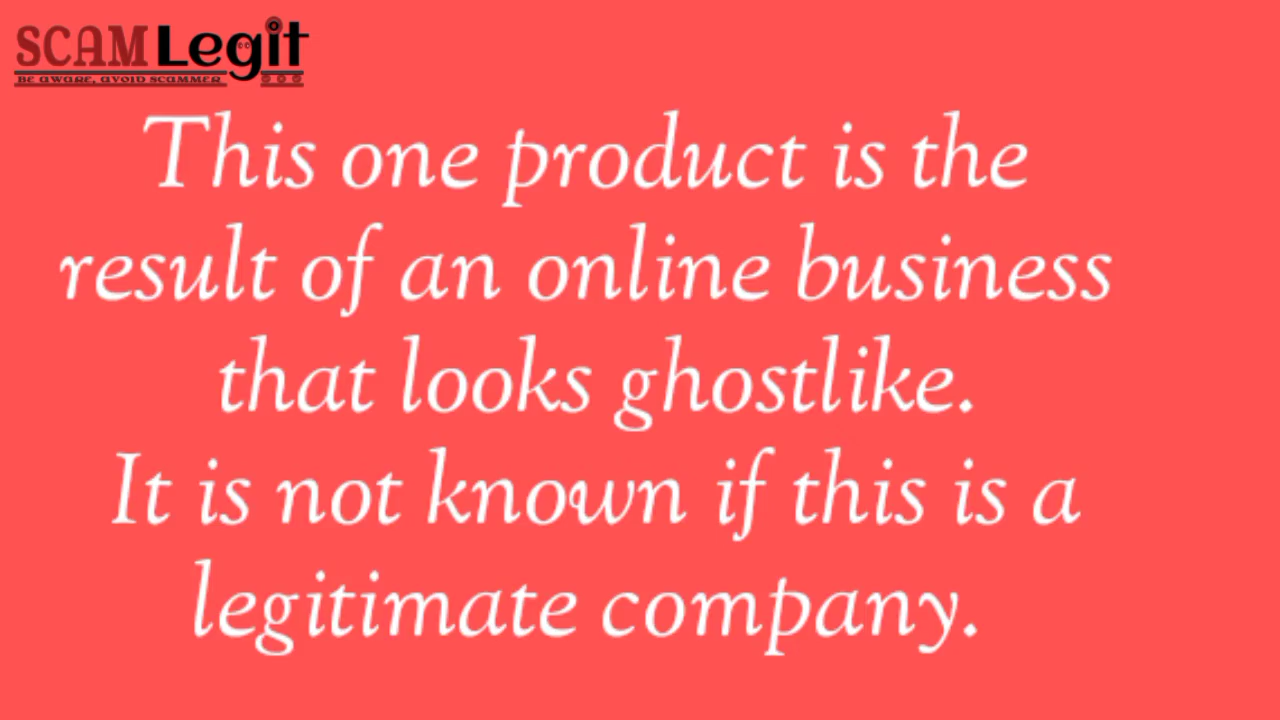 SCAM Legit
BE AWARE, AVOID SCAMMER
This one product is the
result of an online business
that looks ghostlike.
It is not known if this is a
legitimate company.